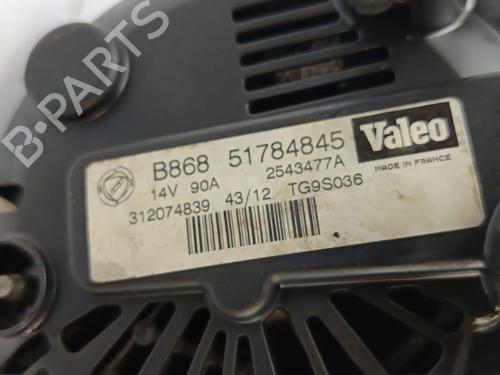 B868 51784845 Valeo
14V 90A 2543477A MADE IN FRANCE
312074839 43/12 TG9S036
B-PARTS